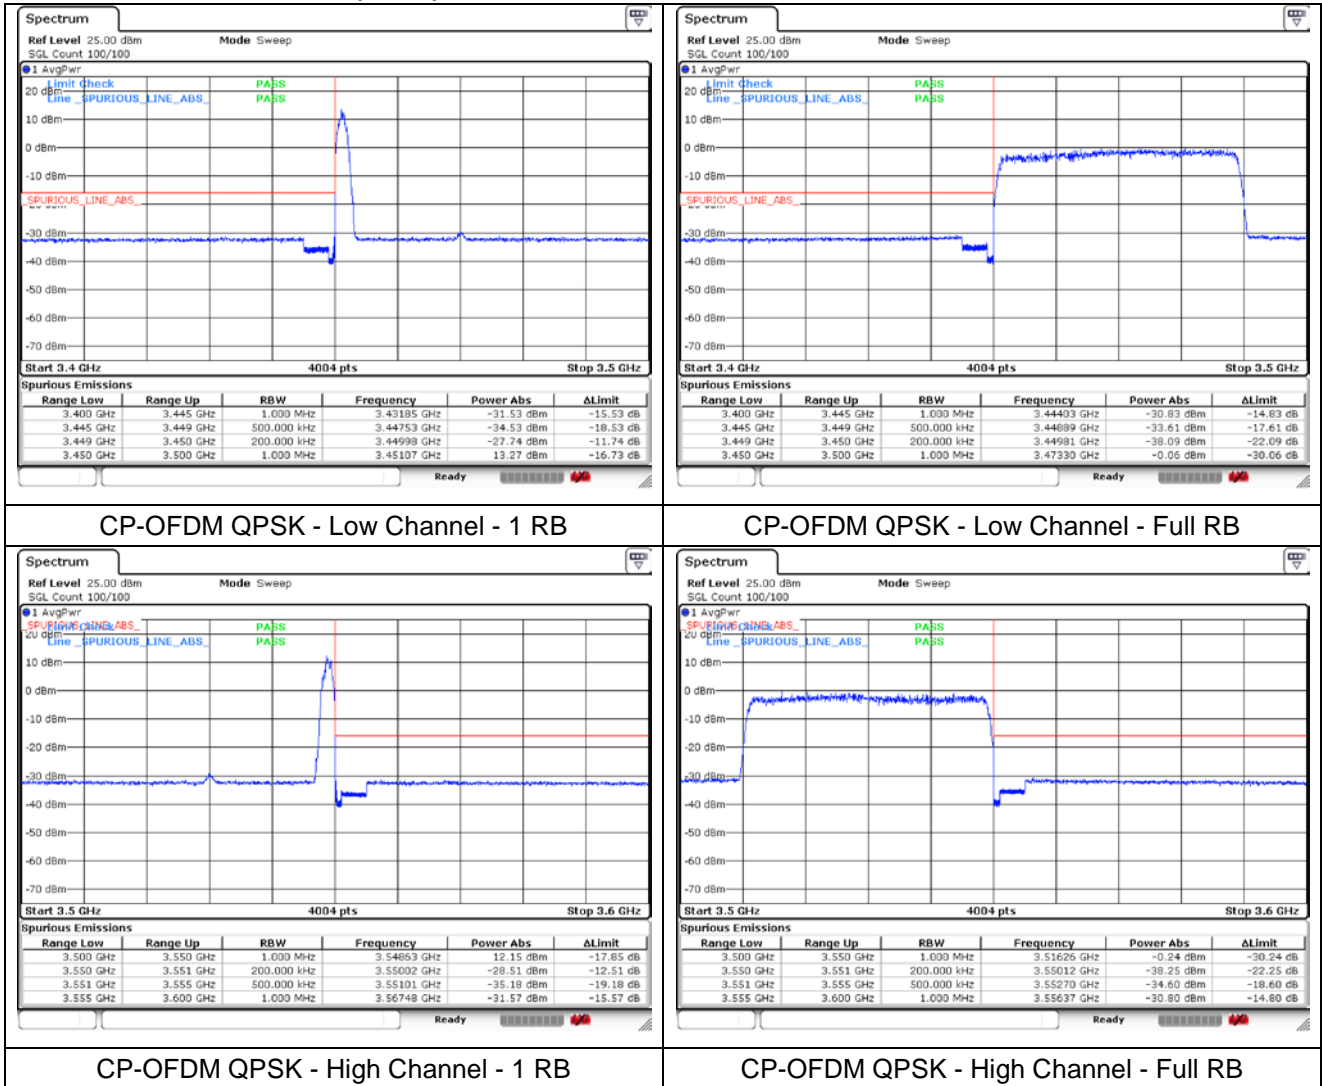 Spectrum
Ref Level 25.00 dBm Mode Sweep
SGL Count 100/100
1 AvgPwr
Limit Check PASS
20 dBm
Line _SPURIOUS_LINE_ABS_ PASS
10 dBm
0 dBm
-10 dBm
_SPURIOUS_LINE_ABS_
-20 dBm
-30 dBm
-40 dBm
-50 dBm
-60 dBm
-70 dBm
Start 3.4 GHz 4004 pts Stop 3.5 GHz
Spurious Emissions
Range Low Range Up RBW Frequency Power Abs ΔLimit
3.400 GHz 3.445 GHz 1.000 MHz 3.43185 GHz -31.53 dBm -15.53 dB
3.445 GHz 3.449 GHz 500.000 kHz 3.44753 GHz -34.53 dBm -18.53 dB
3.449 GHz 3.450 GHz 200.000 kHz 3.44998 GHz -27.74 dBm -11.74 dB
3.450 GHz 3.500 GHz 1.000 MHz 3.45107 GHz 13.27 dBm -16.73 dB
Ready
CP-OFDM QPSK - Low Channel - 1 RB
Spectrum
Ref Level 25.00 dBm Mode Sweep
SGL Count 100/100
1 AvgPwr
Limit Check PASS
20 dBm
Line _SPURIOUS_LINE_ABS_ PASS
10 dBm
0 dBm
-10 dBm
_SPURIOUS_LINE_ABS_
-20 dBm
-30 dBm
-40 dBm
-50 dBm
-60 dBm
-70 dBm
Start 3.4 GHz 4004 pts Stop 3.5 GHz
Spurious Emissions
Range Low Range Up RBW Frequency Power Abs ΔLimit
3.400 GHz 3.445 GHz 1.000 MHz 3.44403 GHz -30.83 dBm -14.83 dB
3.445 GHz 3.449 GHz 500.000 kHz 3.44889 GHz -33.61 dBm -17.61 dB
3.449 GHz 3.450 GHz 200.000 kHz 3.44981 GHz -38.09 dBm -22.09 dB
3.450 GHz 3.500 GHz 1.000 MHz 3.47330 GHz -0.06 dBm -30.06 dB
Ready
CP-OFDM QPSK - Low Channel - Full RB
Spectrum
Ref Level 25.00 dBm Mode Sweep
SGL Count 100/100
1 AvgPwr
_SPURIOUS_LINE_ABS_
Limit Check PASS
20 dBm
Line _SPURIOUS_LINE_ABS_ PASS
10 dBm
0 dBm
-10 dBm
-20 dBm
-30 dBm
-40 dBm
-50 dBm
-60 dBm
-70 dBm
Start 3.5 GHz 4004 pts Stop 3.6 GHz
Spurious Emissions
Range Low Range Up RBW Frequency Power Abs ΔLimit
3.500 GHz 3.550 GHz 1.000 MHz 3.54863 GHz 12.15 dBm -17.85 dB
3.550 GHz 3.551 GHz 200.000 kHz 3.55002 GHz -28.51 dBm -12.51 dB
3.551 GHz 3.555 GHz 500.000 kHz 3.55101 GHz -35.18 dBm -19.18 dB
3.555 GHz 3.600 GHz 1.000 MHz 3.56748 GHz -31.57 dBm -15.57 dB
Ready
CP-OFDM QPSK - High Channel - 1 RB
Spectrum
Ref Level 25.00 dBm Mode Sweep
SGL Count 100/100
1 AvgPwr
_SPURIOUS_LINE_ABS_
Limit Check PASS
20 dBm
Line _SPURIOUS_LINE_ABS_ PASS
10 dBm
0 dBm
-10 dBm
-20 dBm
-30 dBm
-40 dBm
-50 dBm
-60 dBm
-70 dBm
Start 3.5 GHz 4004 pts Stop 3.6 GHz
Spurious Emissions
Range Low Range Up RBW Frequency Power Abs ΔLimit
3.500 GHz 3.550 GHz 1.000 MHz 3.51626 GHz -0.24 dBm -30.24 dB
3.550 GHz 3.551 GHz 200.000 kHz 3.55012 GHz -38.25 dBm -22.25 dB
3.551 GHz 3.555 GHz 500.000 kHz 3.55270 GHz -34.60 dBm -18.60 dB
3.555 GHz 3.600 GHz 1.000 MHz 3.55637 GHz -30.80 dBm -14.80 dB
Ready
CP-OFDM QPSK - High Channel - Full RB